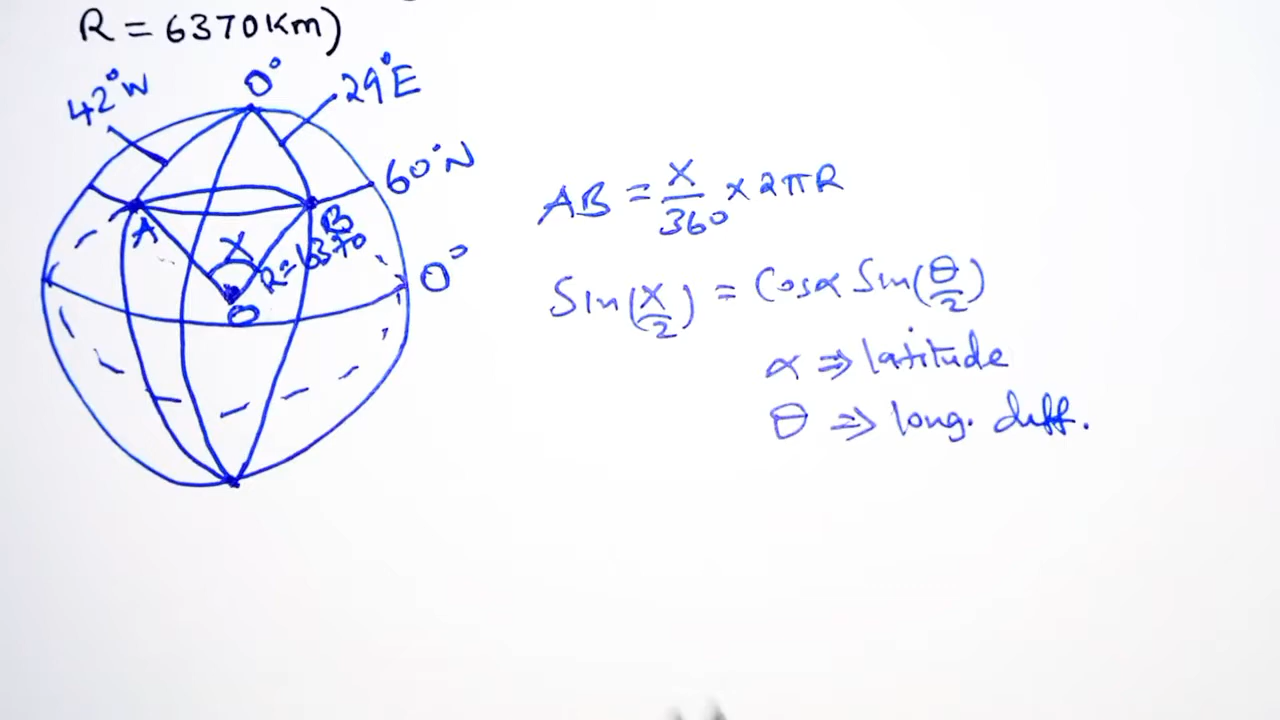 R = 6370Km)
42°W
0°
29°E
60°N
A
B
X
R=6370
O
0°
AB = X/360 × 2πR
Sin(X/2) = Cosα Sin(θ/2)
α ⇒ latitude
θ ⇒ long. diff.